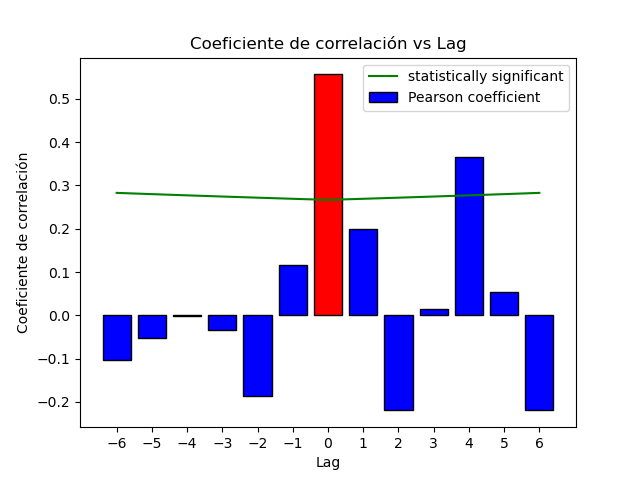 Coeficiente de correlación vs Lag
statistically significant
Pearson coefficient
Coeficiente de correlación
0.5
0.4
0.3
0.2
0.1
0.0
−0.1
−0.2
−6 −5 −4 −3 −2 −1 0 1 2 3 4 5 6
Lag